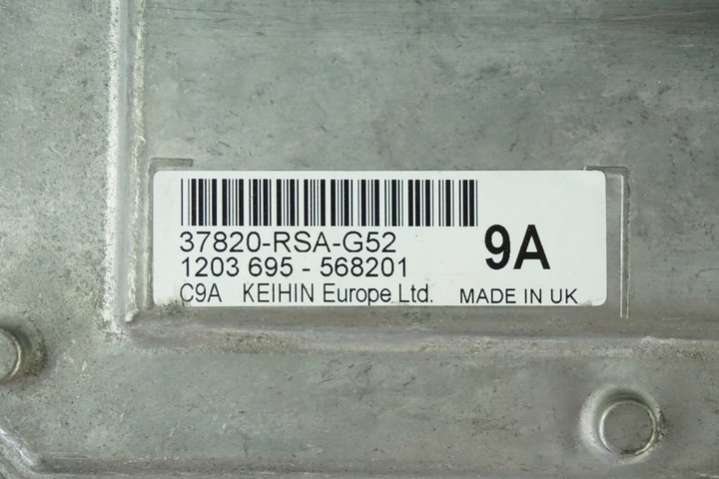 37820-RSA-G52
1203 695 - 568201
9A
C9A KEIHIN Europe Ltd. MADE IN UK